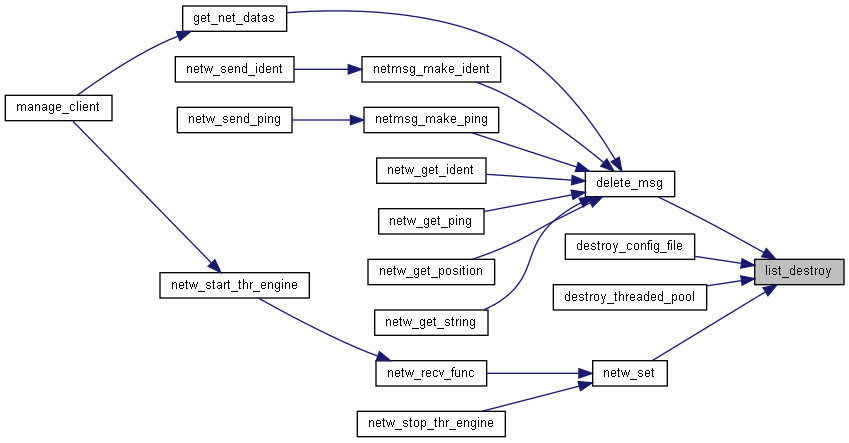 get_net_datas
netw_send_ident
netmsg_make_ident
manage_client
netw_send_ping
netmsg_make_ping
netw_get_ident
delete_msg
netw_get_ping
destroy_config_file
netw_get_position
list_destroy
netw_start_thr_engine
destroy_threaded_pool
netw_get_string
netw_recv_func
netw_set
netw_stop_thr_engine